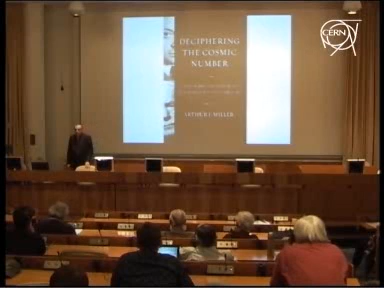 CERN
DECIPHERING
THE COSMIC
NUMBER
ARTHUR I. MILLER